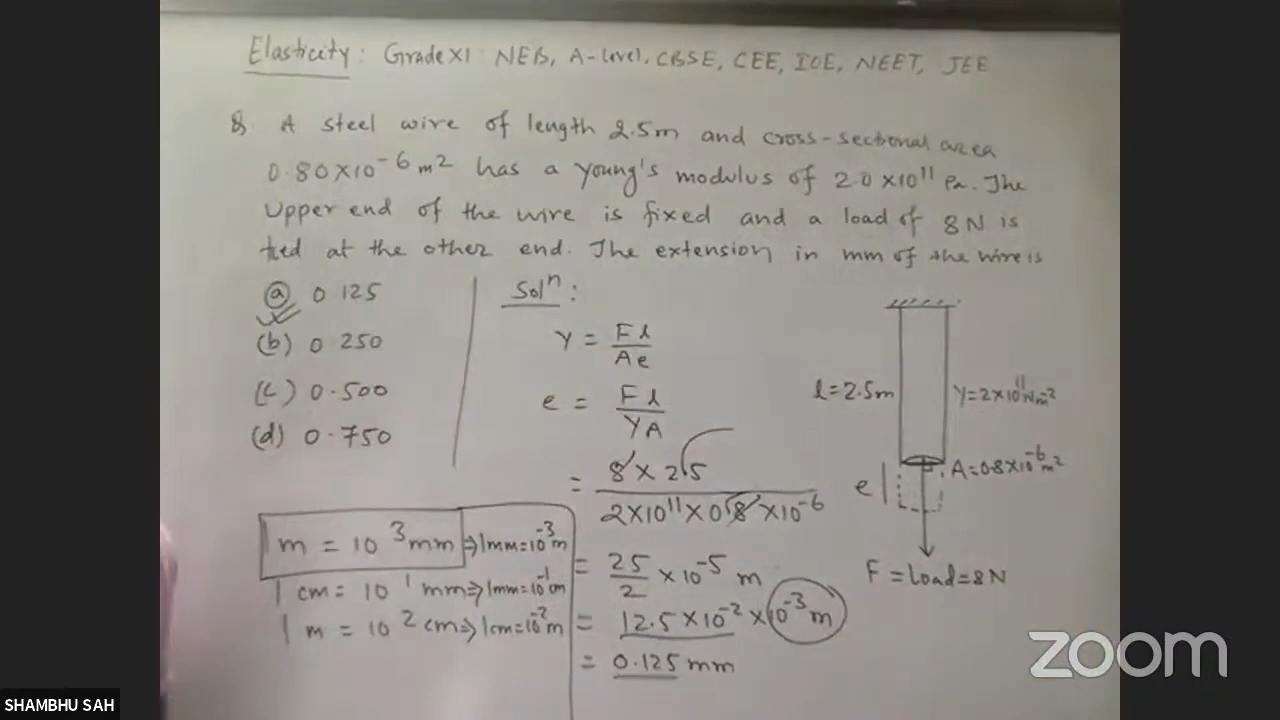 Elasticity: Grade XI: NEB, A-level, CBSE, CEE, IOE, NEET, JEE
Q. A steel wire of length 2.5m and cross-sectional area
0.80×10⁻⁶ m² has a young's modulus of 2.0×10¹¹ Pa. The
upper end of the wire is fixed and a load of 8N is
tied at the other end. The extension in mm of the wire is
(a) 0.125
(b) 0.250
(c) 0.500
(d) 0.750
Solⁿ:
Y = Fl/Ae
e = Fl/YA
= 8 × 2.5 / 2×10¹¹ × 0.8 × 10⁻⁶
= 25/2 × 10⁻⁵ m
= 12.5 × 10⁻² × 10⁻³ m
= 0.125 mm
1 m = 10³ mm ⇒ 1mm = 10⁻³ m
1 cm = 10¹ mm ⇒ 1mm = 10⁻¹ cm
1 m = 10² cm ⇒ 1cm = 10⁻² m
l = 2.5m
Y = 2×10¹¹ Nm⁻²
A = 0.8×10⁻⁶ m²
e
F = Load = 8N
zoom
SHAMBHU SAH